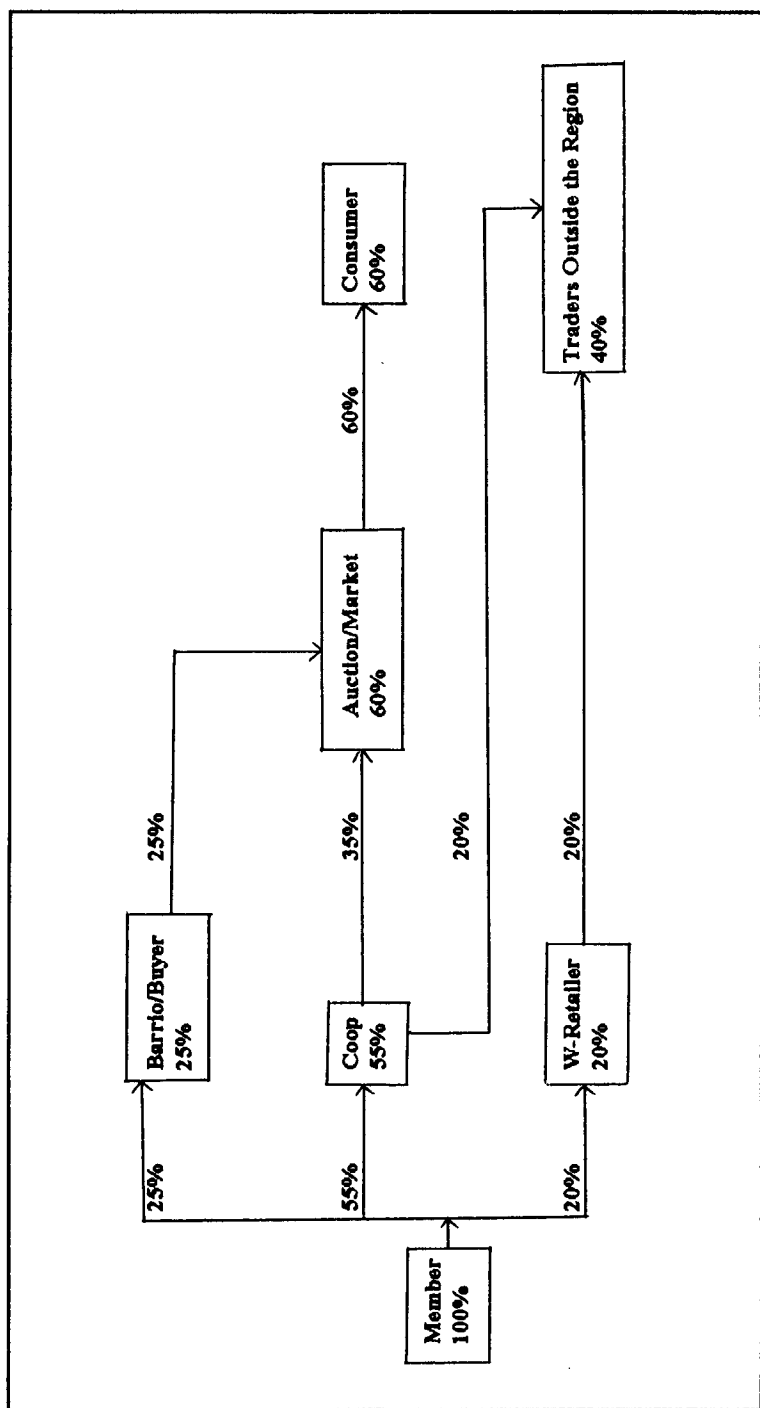 Member
100%
25%
55%
20%
Barrio/Buyer
25%
Coop
55%
W-Retailer
20%
25%
35%
20%
20%
Auction/Market
60%
60%
Consumer
60%
Traders Outside the Region
40%